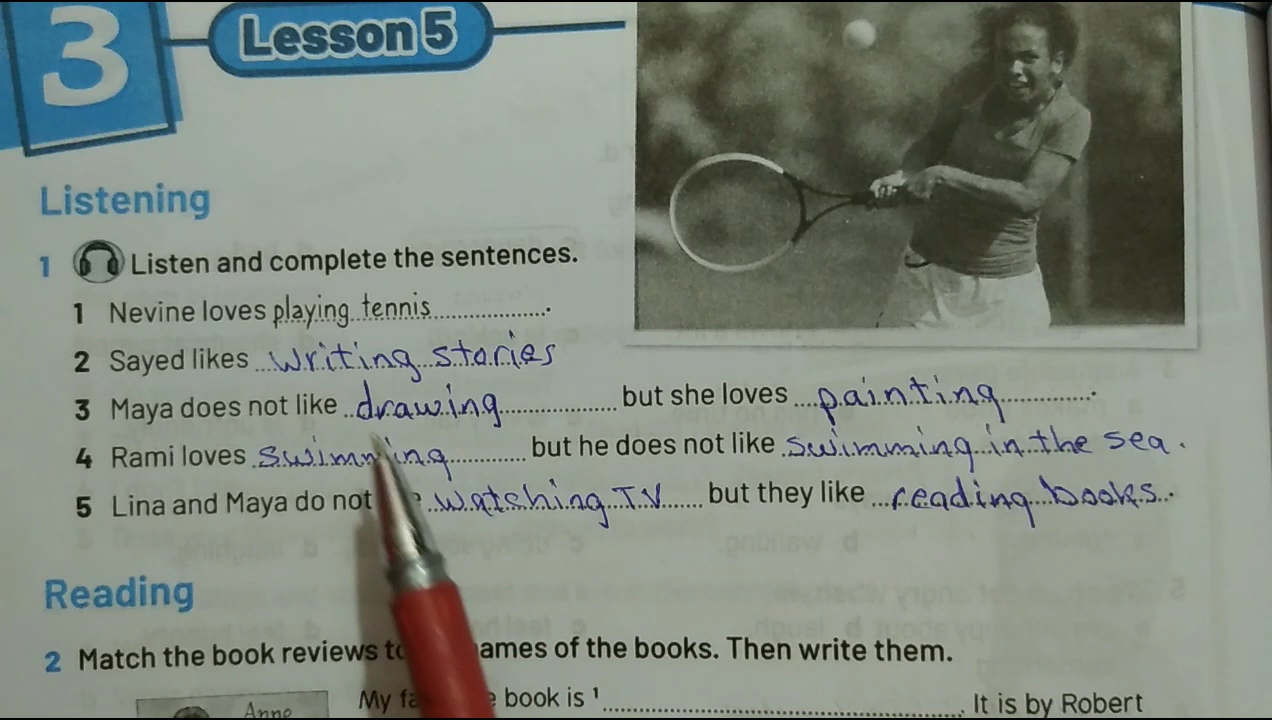 3
Lesson 5
Listening
1 Listen and complete the sentences.
1 Nevine loves playing tennis.
2 Sayed likes writing stories
3 Maya does not like drawing but she loves painting.
4 Rami loves swimming but he does not like swimming in the sea.
5 Lina and Maya do not watching TV but they like reading books.
Reading
2 Match the book reviews names of the books. Then write them.
My book is 1 . It is by Robert
Anne